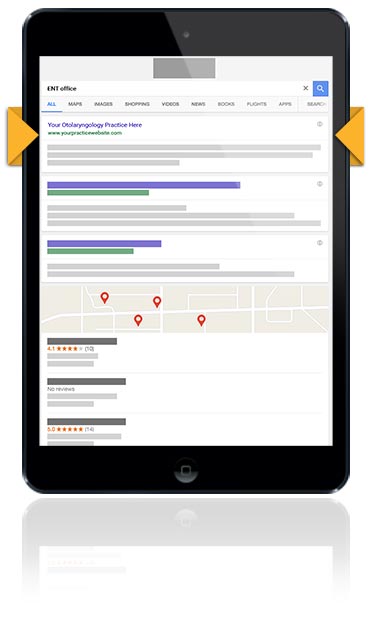 ENT office
ALL MAPS IMAGES SHOPPING VIDEOS NEWS BOOKS FLIGHTS APPS SEARCH
Your Otolaryngology Practice Here
www.yourpracticewebsite.com
4.1 ★★★★★ (10)
No reviews
5.0 ★★★★★ (14)